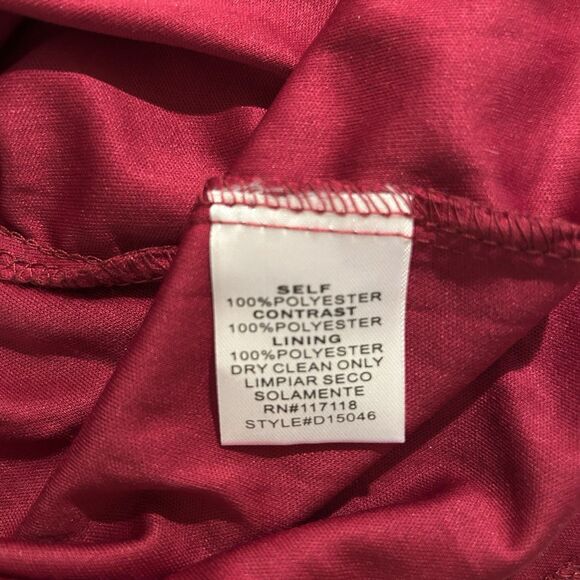 SELF
100%POLYESTER
CONTRAST
100%POLYESTER
LINING
100%POLYESTER
DRY CLEAN ONLY
LIMPIAR SECO
SOLAMENTE
RN#117118
STYLE#D15046